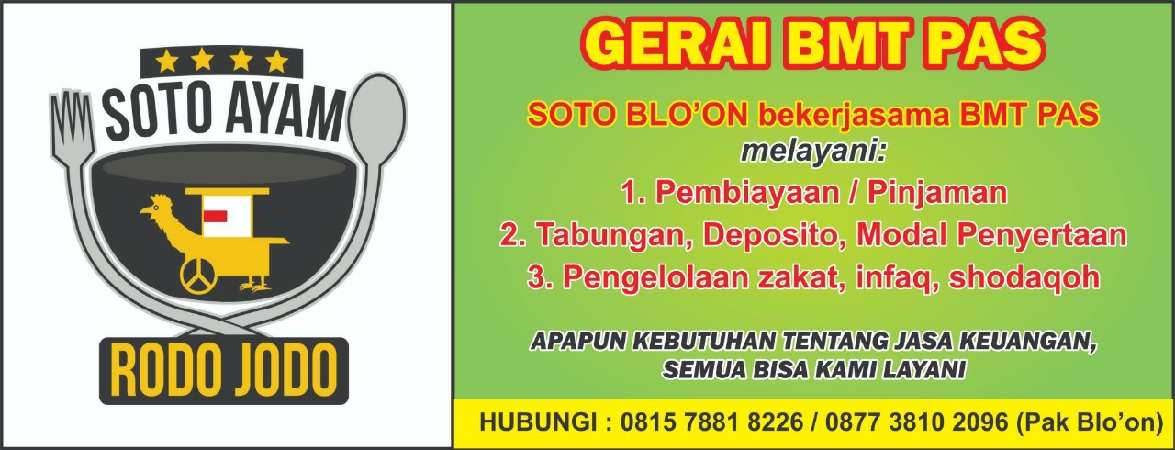 SOTO AYAM
RODO JODO
GERAI BMT PAS
SOTO BLO'ON bekerjasama BMT PAS
melayani:
1. Pembiayaan / Pinjaman
2. Tabungan, Deposito, Modal Penyertaan
3. Pengelolaan zakat, infaq, shodaqoh
APAPUN KEBUTUHAN TENTANG JASA KEUANGAN,
SEMUA BISA KAMI LAYANI
HUBUNGI : 0815 7881 8226 / 0877 3810 2096 (Pak Blo'on)